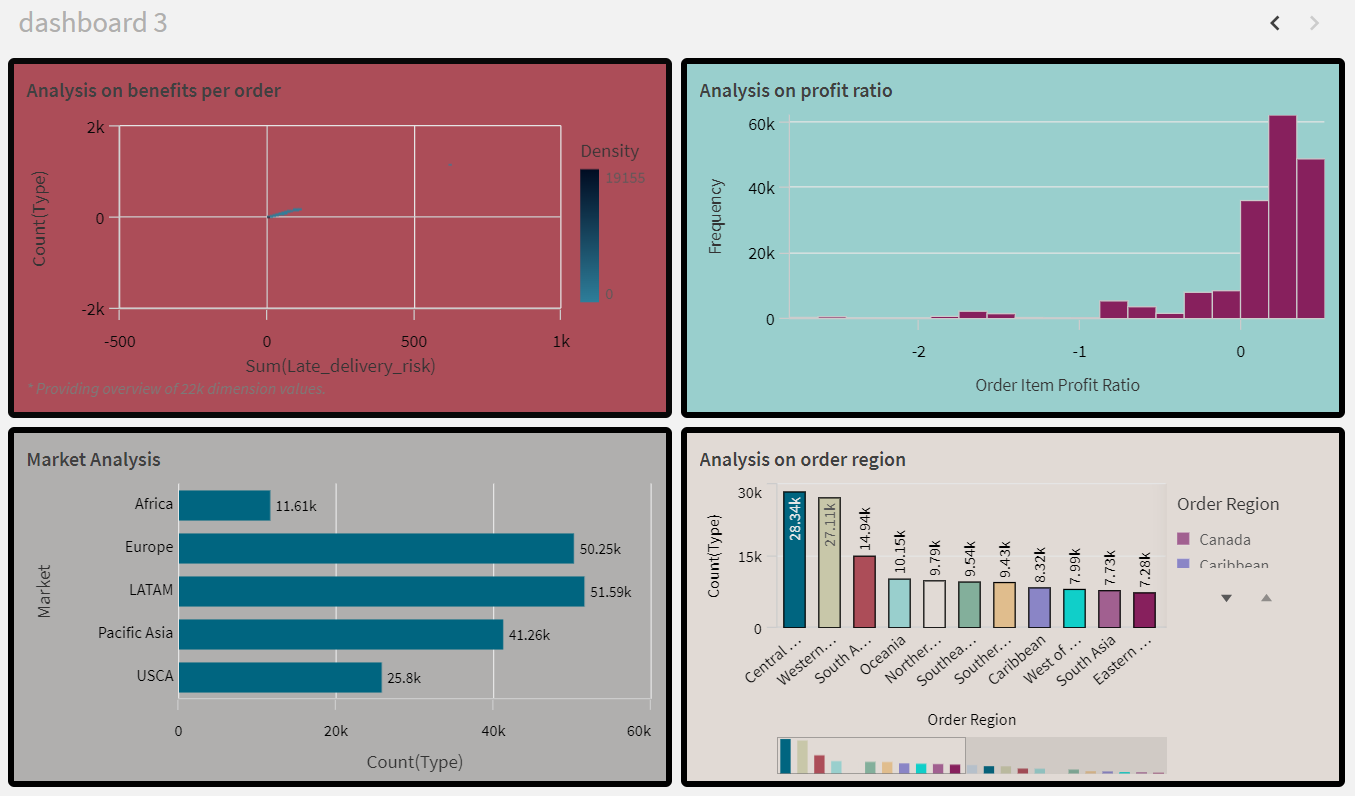 dashboard 3
Analysis on benefits per order
2k
0
-2k
Count(Type)
-500 0 500 1k
Sum(Late_delivery_risk)
* Providing overview of 22k dimension values.
Density
19155
0
Analysis on profit ratio
60k
40k
20k
0
Frequency
-2 -1 0
Order Item Profit Ratio
Market Analysis
Market
Africa 11.61k
Europe 50.25k
LATAM 51.59k
Pacific Asia 41.26k
USCA 25.8k
0 20k 40k 60k
Count(Type)
Analysis on order region
30k
15k
0
Count(Type)
28.34k 27.11k 14.94k 10.15k 9.79k 9.54k 9.43k 8.32k 7.99k 7.73k 7.28k
Central ... Western... South A... Oceania Norther... Southea... Souther... Caribbean West of ... South Asia Eastern ...
Order Region
Order Region
Canada
Caribbean